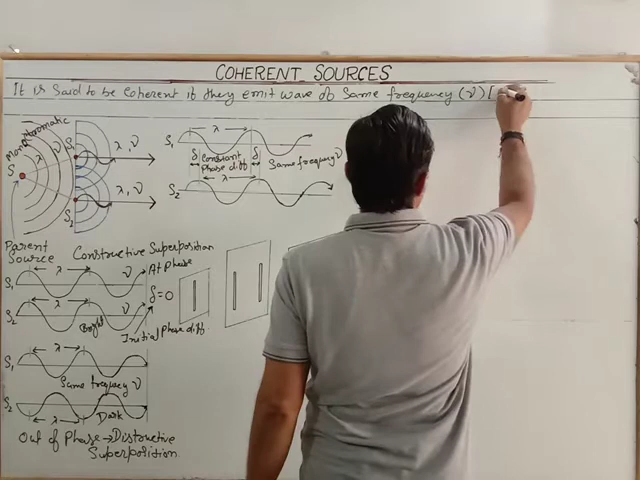 COHERENT SOURCES
It is said to be coherent if they emit wave of same frequency (ν) [
Monochromatic
S
λ ν
S₁
λ, ν
S₂
λ, ν
Parent
Source
S₁
λ
δ Constant δ
Phase diff
Same frequency ν
S₂
λ
Constructive Superposition
S₁
λ
ν
At Phase
S₂
λ
ν
δ=0
Bright
Initial Phase diff.
S₁
λ
Same frequency ν
S₂
λ
Dark
Out of Phase → Distructive
Superposition.